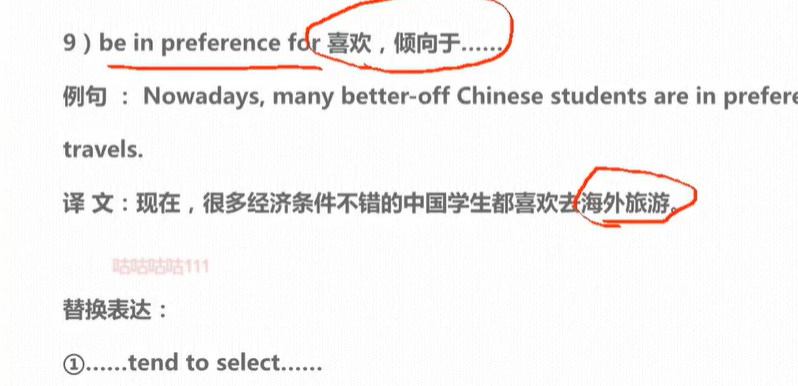 9 ) be in preference for 喜欢，倾向于……
例句 ： Nowadays, many better-off Chinese students are in
travels.
译 文：现在，很多经济条件不错的中国学生都喜欢去海外旅游。
咕咕咕咕111
替换表达：
①……tend to select……